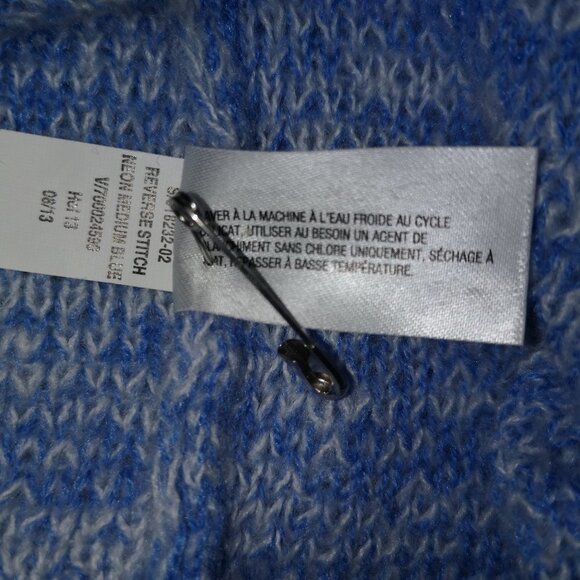 REVERSE STITCH
NEON MEDIUM BLUE
V/700024593
08/13
À LA MACHINE À L'EAU FROIDE AU CYCLE
UTILISER AU BESOIN UN AGENT DE
SANS CHLORE UNIQUEMENT, SÉCHAGE À
REPASSER À BASSE TEMPÉRATURE.